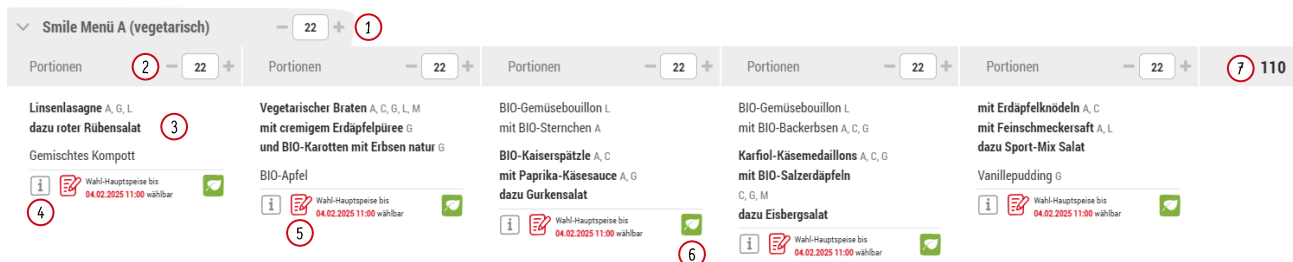 Smile Menü A (vegetarisch) − 22 + 1
Portionen 2 − 22 +
Portionen − 22 +
Portionen − 22 +
Portionen − 22 +
Portionen − 22 +
7 110
Linsenlasagne A, G, L
dazu roter Rübensalat 3
Gemischtes Kompott
i Wahl-Hauptspeise bis
04.02.2025 11:00 wählbar
4
Vegetarischer Braten A, C, G, L, M
mit cremigem Erdäpfelpüree G
und BIO-Karotten mit Erbsen natur G
BIO-Apfel
i Wahl-Hauptspeise bis
04.02.2025 11:00 wählbar
5
BIO-Gemüsebouillon L
mit BIO-Sternchen A
BIO-Kaiserspätzle A, C
mit Paprika-Käsesauce A, G
dazu Gurkensalat
i Wahl-Hauptspeise bis
04.02.2025 11:00 wählbar
6
BIO-Gemüsebouillon L
mit BIO-Backerbsen A, C, G
Karfiol-Käsemedaillons A, C, G
mit BIO-Salzerdäpfeln
C, G, M
dazu Eisbergsalat
i Wahl-Hauptspeise bis
04.02.2025 11:00 wählbar
mit Erdäpfelknödeln A, C
mit Feinschmeckersaft A, L
dazu Sport-Mix Salat
Vanillepudding G
i Wahl-Hauptspeise bis
04.02.2025 11:00 wählbar